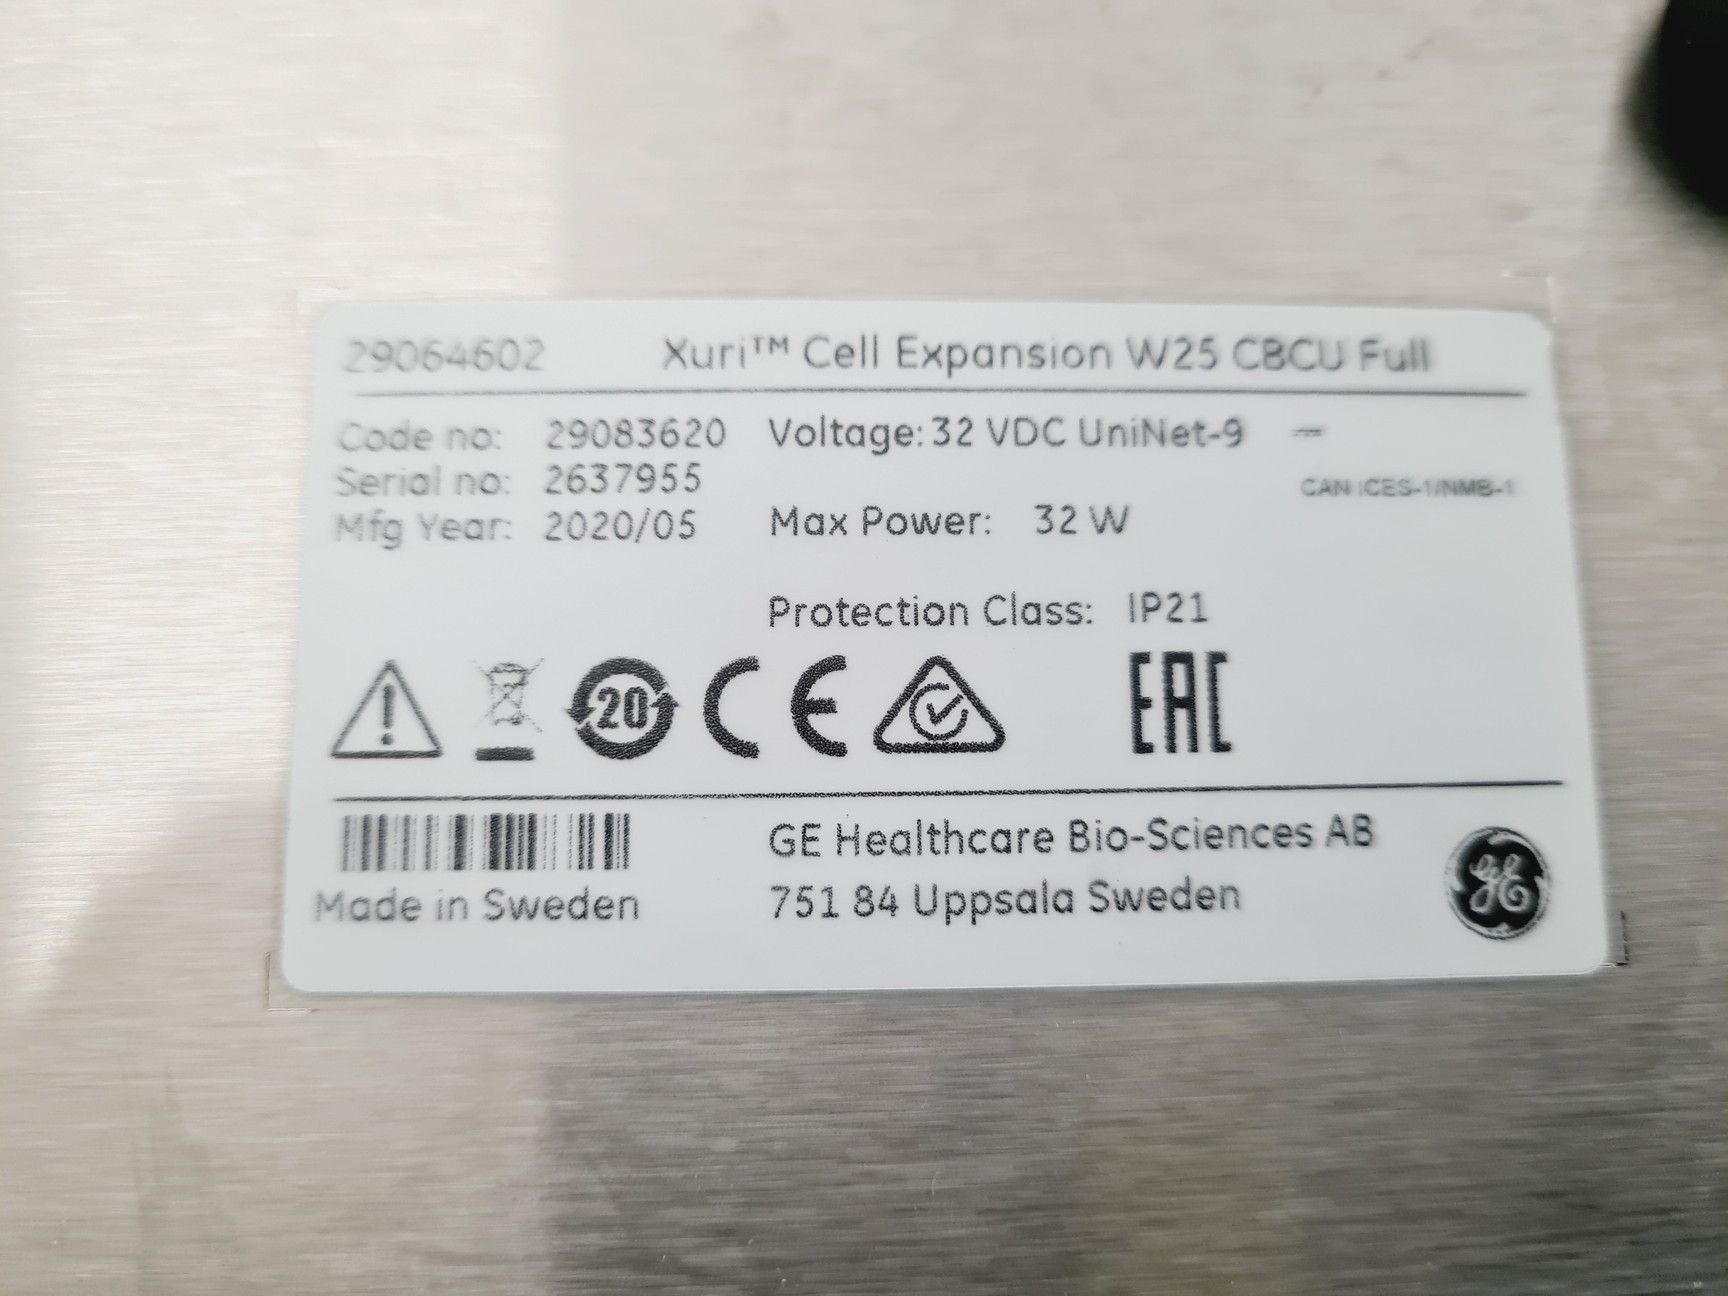 29064602 Xuri™ Cell Expansion W25 CBCU Full
Code no: 29083620 Voltage: 32 VDC UniNet-9
Serial no: 2637955 CAN ICES-1/NMB-1
Mfg Year: 2020/05 Max Power: 32 W
Protection Class: IP21
20 CE EAC
GE Healthcare Bio-Sciences AB
Made in Sweden 751 84 Uppsala Sweden
GE